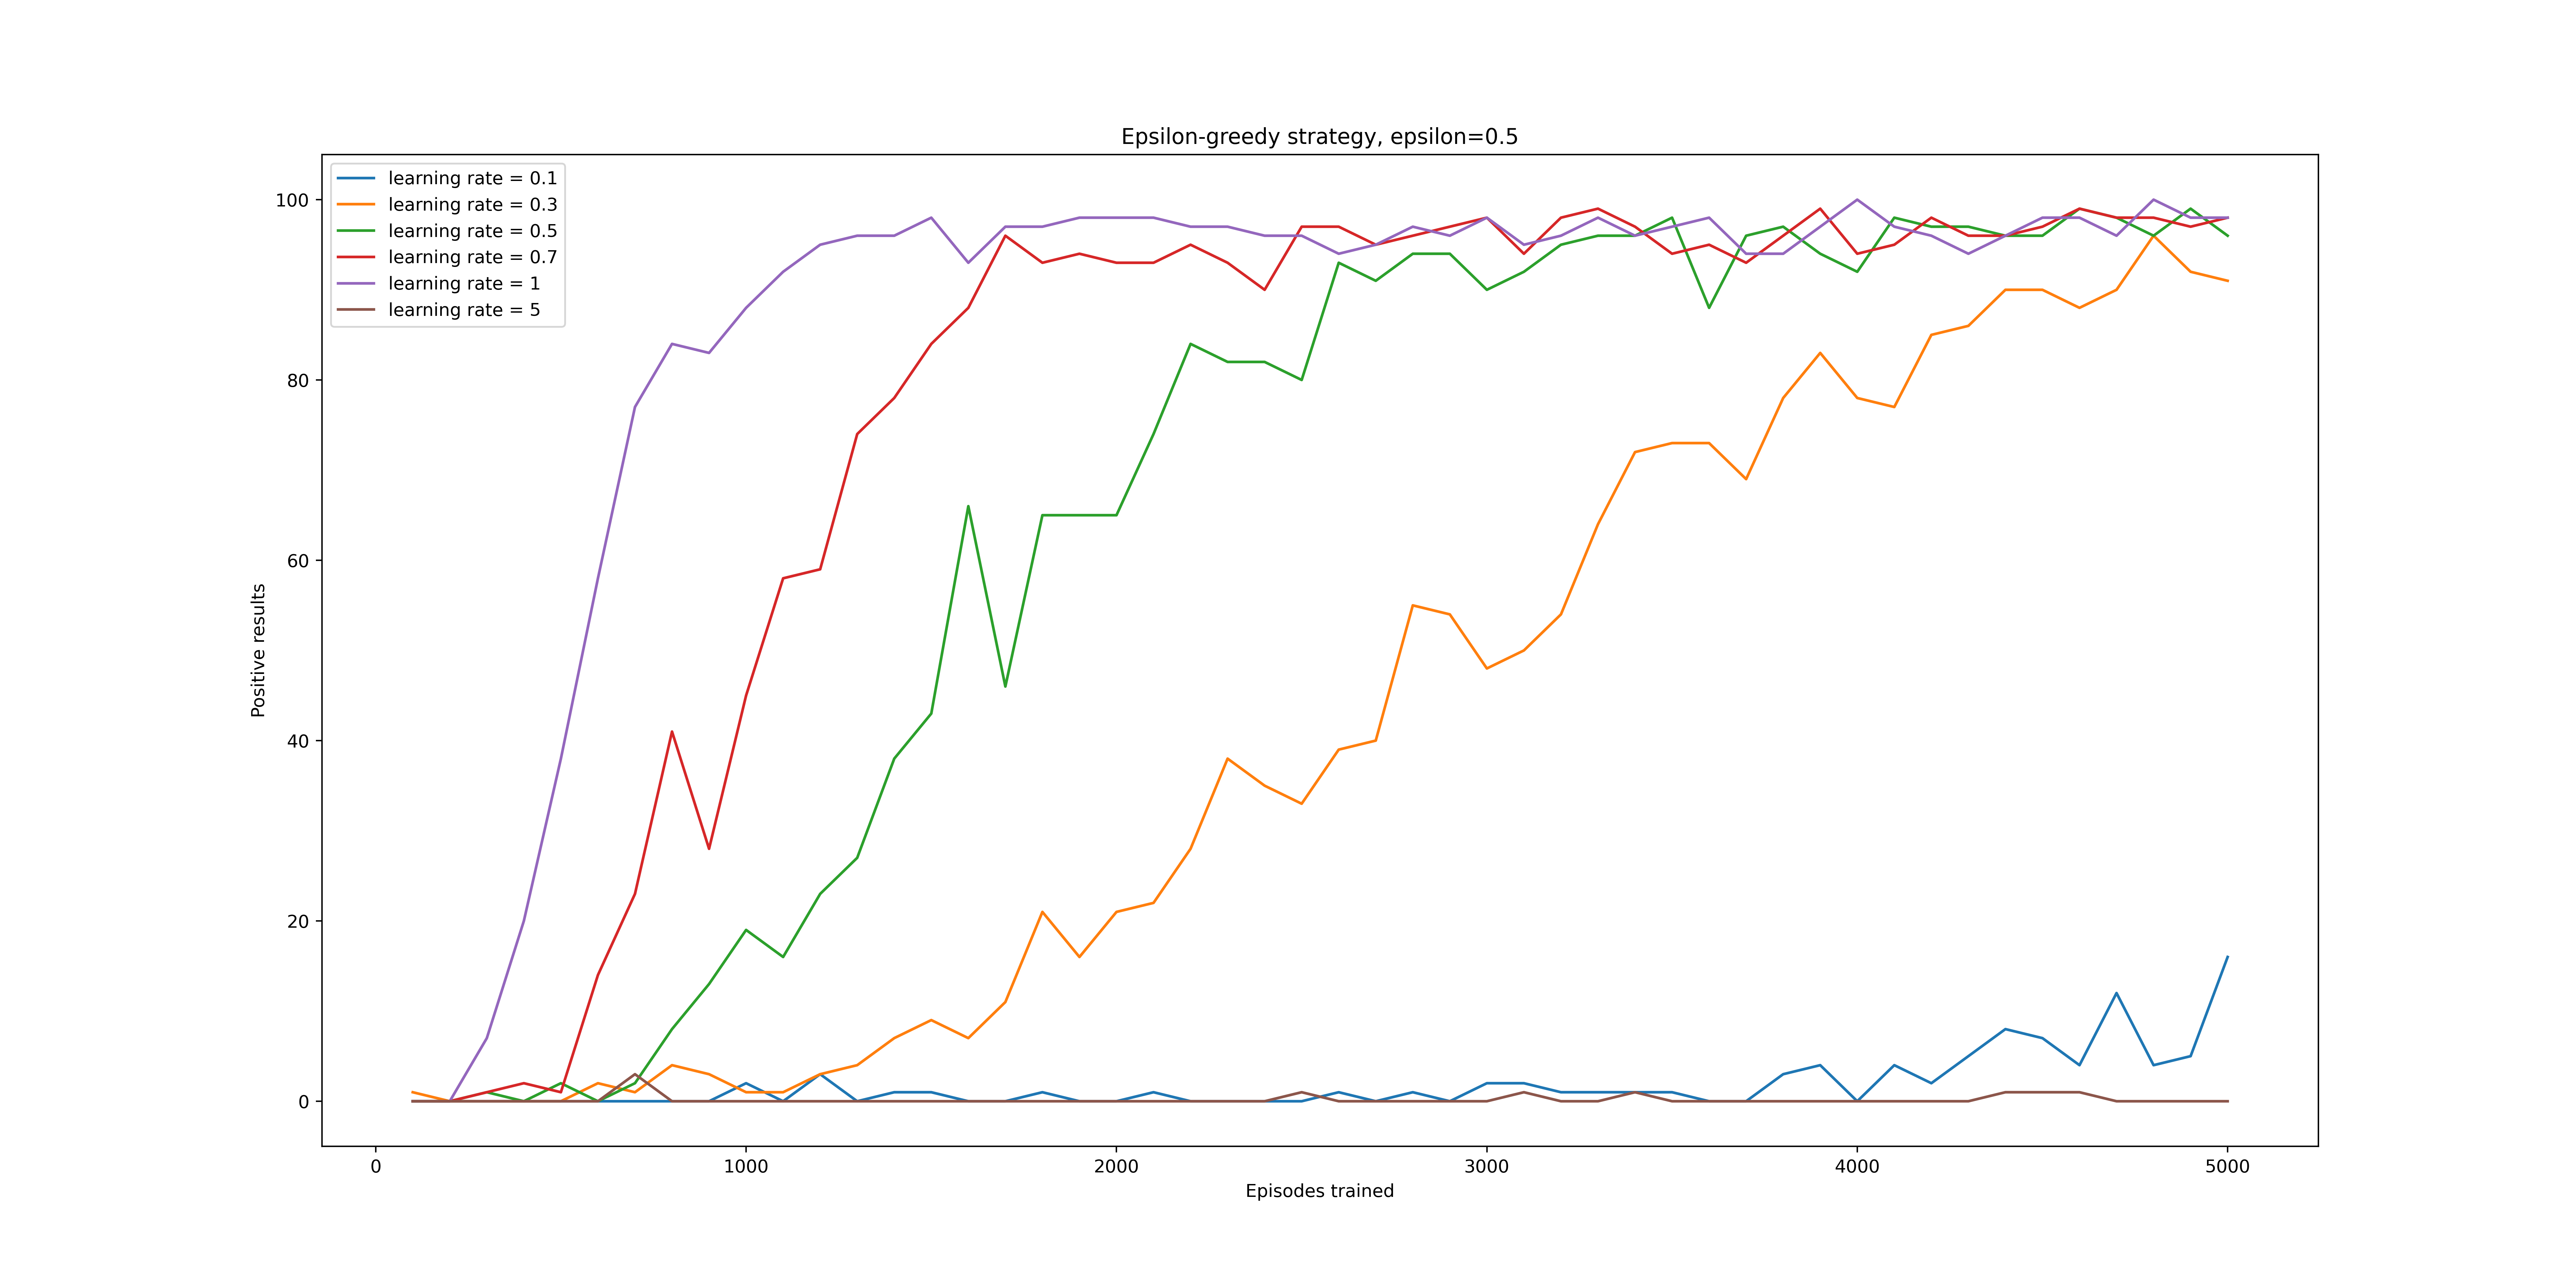 Epsilon-greedy strategy, epsilon=0.5
learning rate = 0.1
learning rate = 0.3
learning rate = 0.5
learning rate = 0.7
learning rate = 1
learning rate = 5
100
80
60
40
20
0
Positive results
0 1000 2000 3000 4000 5000
Episodes trained